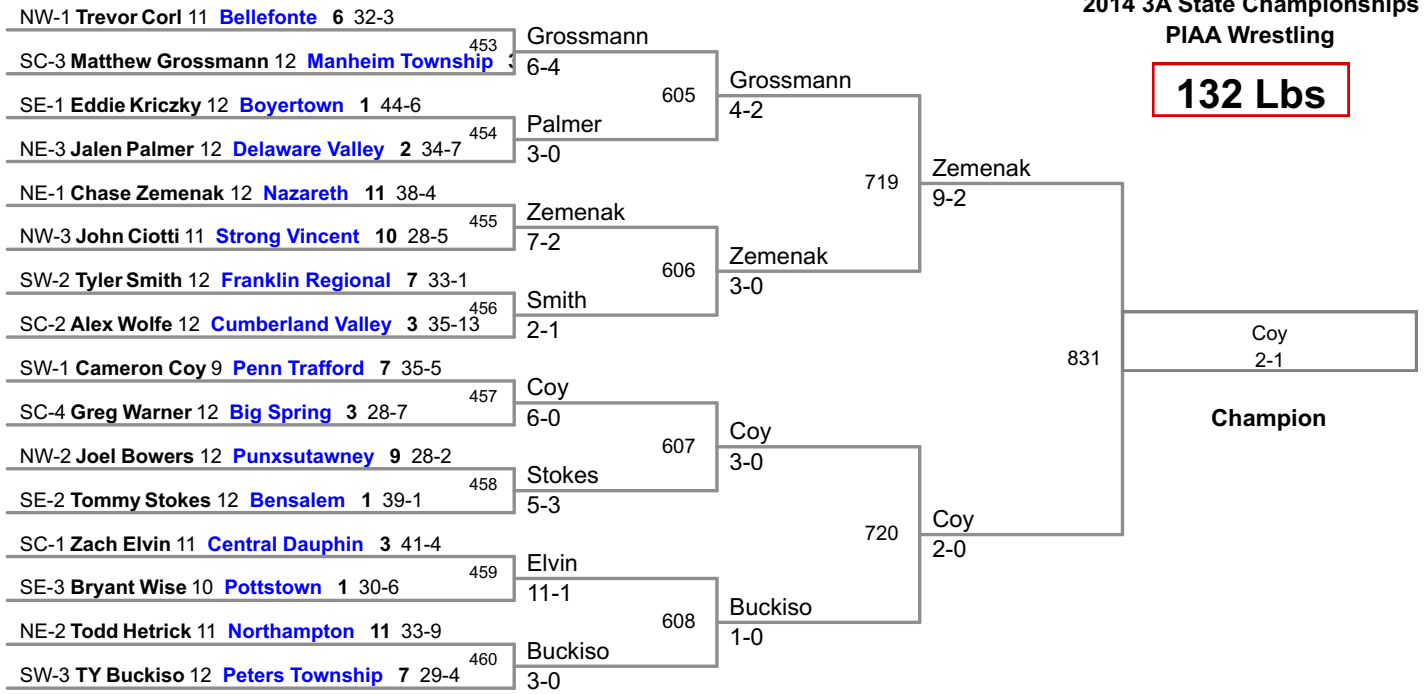 2014 3A State Championships
PIAA Wrestling
132 Lbs
NW-1 Trevor Corl 11 Bellefonte 6 32-3
453
SC-3 Matthew Grossmann 12 Manheim Township
Grossmann
6-4
SE-1 Eddie Kriczky 12 Boyertown 1 44-6
454
NE-3 Jalen Palmer 12 Delaware Valley 2 34-7
Palmer
3-0
605
Grossmann
4-2
NE-1 Chase Zemenak 12 Nazareth 11 38-4
455
NW-3 John Ciotti 11 Strong Vincent 10 28-5
Zemenak
7-2
SW-2 Tyler Smith 12 Franklin Regional 7 33-1
456
SC-2 Alex Wolfe 12 Cumberland Valley 3 35-13
Smith
2-1
606
Zemenak
3-0
719
Zemenak
9-2
SW-1 Cameron Coy 9 Penn Trafford 7 35-5
457
SC-4 Greg Warner 12 Big Spring 3 28-7
Coy
6-0
NW-2 Joel Bowers 12 Punxsutawney 9 28-2
458
SE-2 Tommy Stokes 12 Bensalem 1 39-1
Stokes
5-3
607
Coy
3-0
SC-1 Zach Elvin 11 Central Dauphin 3 41-4
459
SE-3 Bryant Wise 10 Pottstown 1 30-6
Elvin
11-1
NE-2 Todd Hetrick 11 Northampton 11 33-9
460
SW-3 TY Buckiso 12 Peters Township 7 29-4
Buckiso
3-0
608
Buckiso
1-0
720
Coy
2-0
831
Coy
2-1
Champion